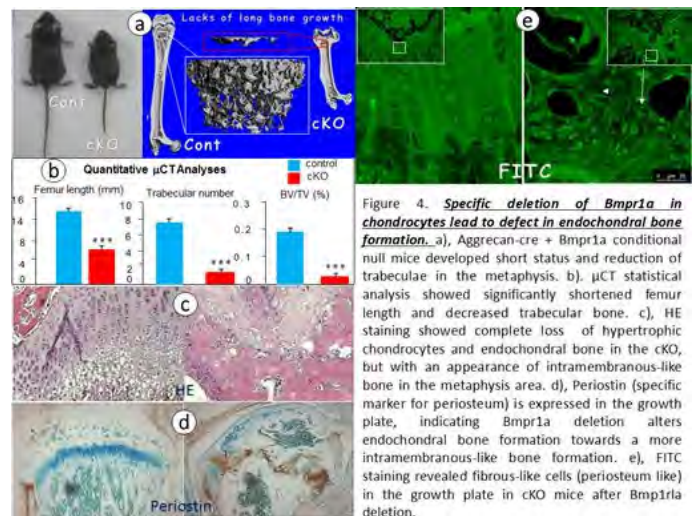 a
Lacks of long bone growth
Cont
cKO
Cont
cKO
b
Quantitative µCTAnalyses
control
cKO
Femur length (mm)
Trabecular number
BV/TV (%)
16
12
8
4
0
***
10
8
6
4
2
0
***
0.3
0.2
0.1
0
***
c
HE
d
Periostin
e
FITC
Figure 4. Specific deletion of Bmpr1a in
chondrocytes lead to defect in endochondral bone
formation. a), Aggrecan-cre + Bmpr1a conditional
null mice developed short status and reduction of
trabeculae in the metaphysis. b). µCT statistical
analysis showed significantly shortened femur
length and decreased trabecular bone. c), HE
staining showed complete loss of hypertrophic
chondrocytes and endochondral bone in the cKO,
but with an appearance of intramembranous-like
bone in the metaphysis area. d), Periostin (specific
marker for periosteum) is expressed in the growth
plate, indicating Bmpr1a deletion alters
endochondral bone formation towards a more
intramembranous-like bone formation. e), FITC
staining revealed fibrous-like cells (periosteum like)
in the growth plate in cKO mice after Bmp1rla
deletion.